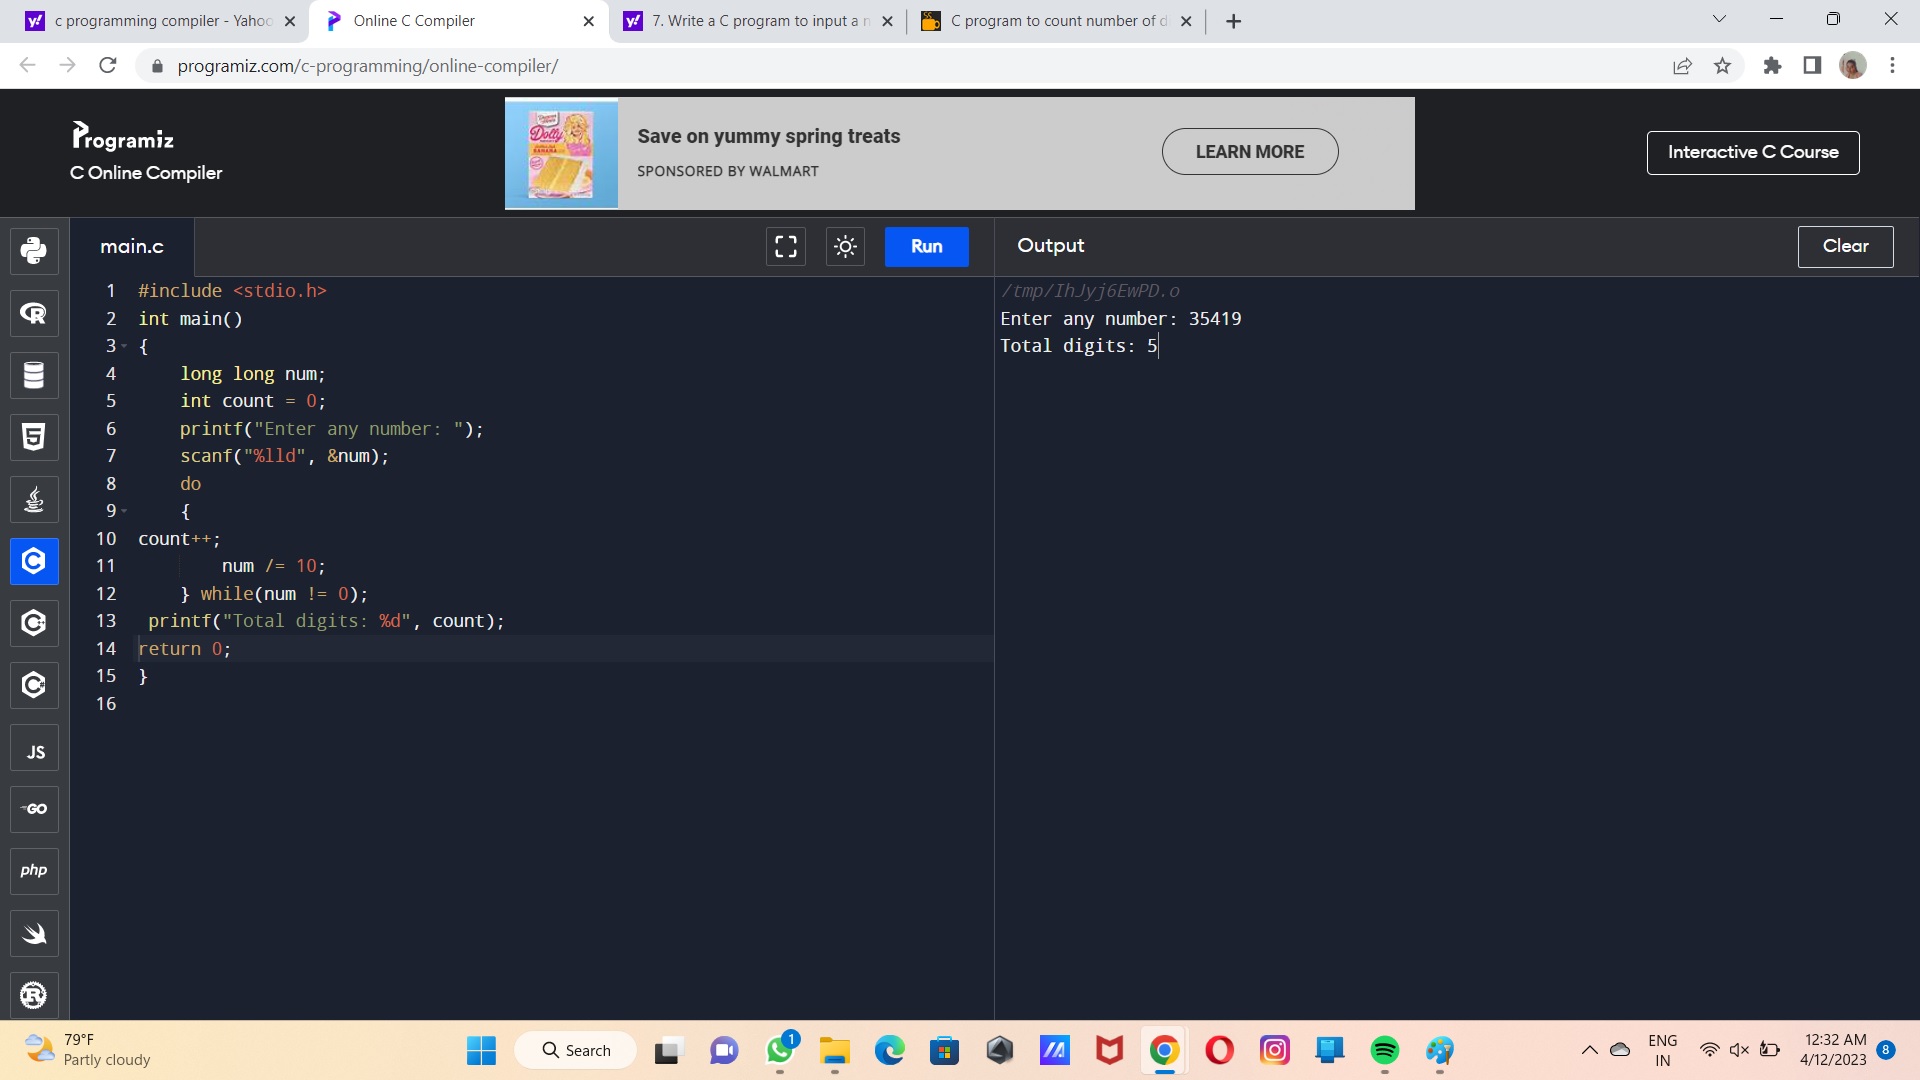 c programming compiler - Yahoo
Online C Compiler
7. Write a C program to input a n
C program to count number of d
programiz.com/c-programming/online-compiler/
Programiz
C Online Compiler
Dolly
BANANA
Save on yummy spring treats
SPONSORED BY WALMART
LEARN MORE
Interactive C Course
main.c
Run
Output
Clear
1 #include <stdio.h>
2 int main()
3 {
4     long long num;
5     int count = 0;
6     printf("Enter any number: ");
7     scanf("%lld", &num);
8     do
9     {
10 count++;
11         num /= 10;
12     } while(num != 0);
13  printf("Total digits: %d", count);
14 return 0;
15 }
16
/tmp/IhJyj6EwPD.o
Enter any number: 35419
Total digits: 5
JS
GO
php
79°F
Partly cloudy
Search
1
ENG
IN
12:32 AM
4/12/2023
8